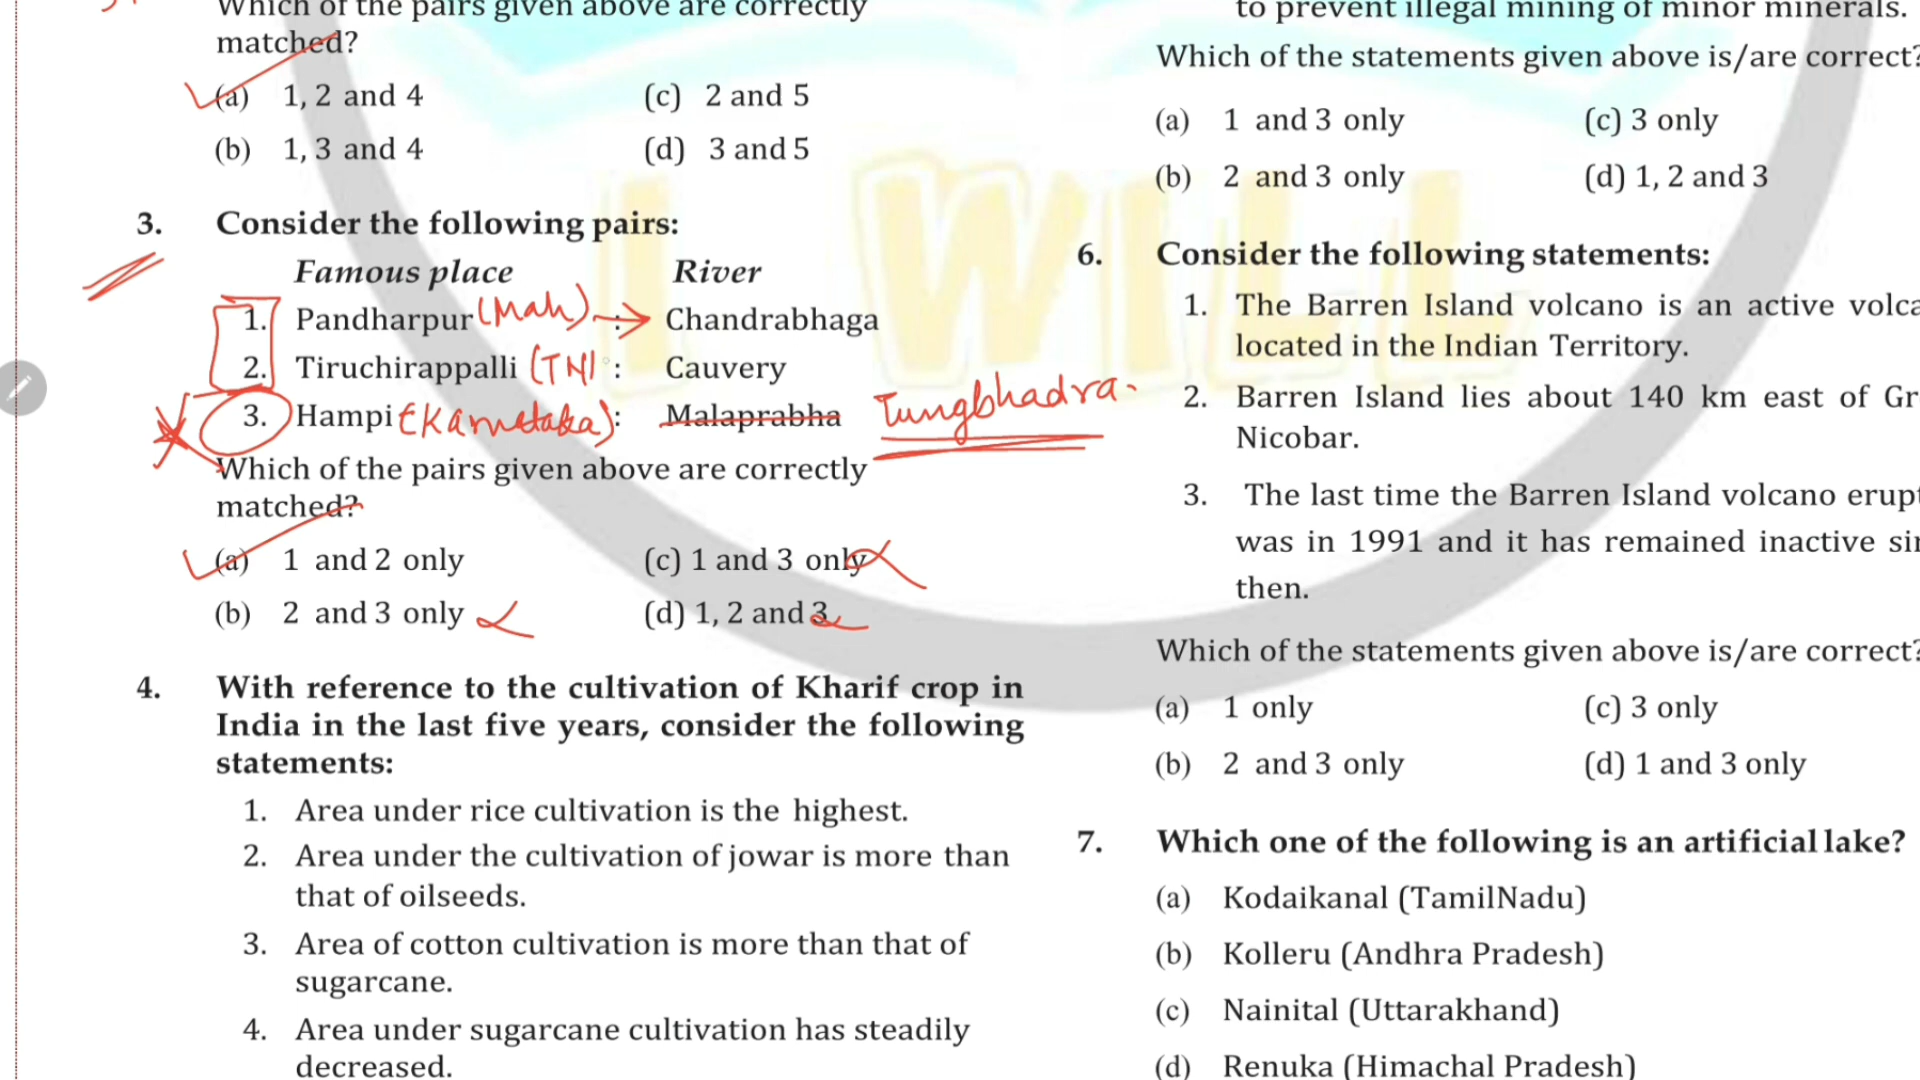 Which of the pairs given above are correctly
matched?
(a) 1, 2 and 4 (c) 2 and 5
(b) 1, 3 and 4 (d) 3 and 5
3. Consider the following pairs:
Famous place River
1. Pandharpur (Mah) : Chandrabhaga
2. Tiruchirappalli (TN) : Cauvery
3. Hampi (Karnataka) : Malaprabha Tungbhadra.
Which of the pairs given above are correctly
matched?
(a) 1 and 2 only (c) 1 and 3 only
(b) 2 and 3 only (d) 1, 2 and 3
4. With reference to the cultivation of Kharif crop in
India in the last five years, consider the following
statements:
1. Area under rice cultivation is the highest.
2. Area under the cultivation of jowar is more than
that of oilseeds.
3. Area of cotton cultivation is more than that of
sugarcane.
4. Area under sugarcane cultivation has steadily
decreased.
to prevent illegal mining of minor minerals.
Which of the statements given above is/are correct?
(a) 1 and 3 only (c) 3 only
(b) 2 and 3 only (d) 1, 2 and 3
6. Consider the following statements:
1. The Barren Island volcano is an active volca
located in the Indian Territory.
2. Barren Island lies about 140 km east of Gr
Nicobar.
3. The last time the Barren Island volcano erupt
was in 1991 and it has remained inactive sin
then.
Which of the statements given above is/are correct?
(a) 1 only (c) 3 only
(b) 2 and 3 only (d) 1 and 3 only
7. Which one of the following is an artificial lake?
(a) Kodaikanal (TamilNadu)
(b) Kolleru (Andhra Pradesh)
(c) Nainital (Uttarakhand)
(d) Renuka (Himachal Pradesh)
I WILL